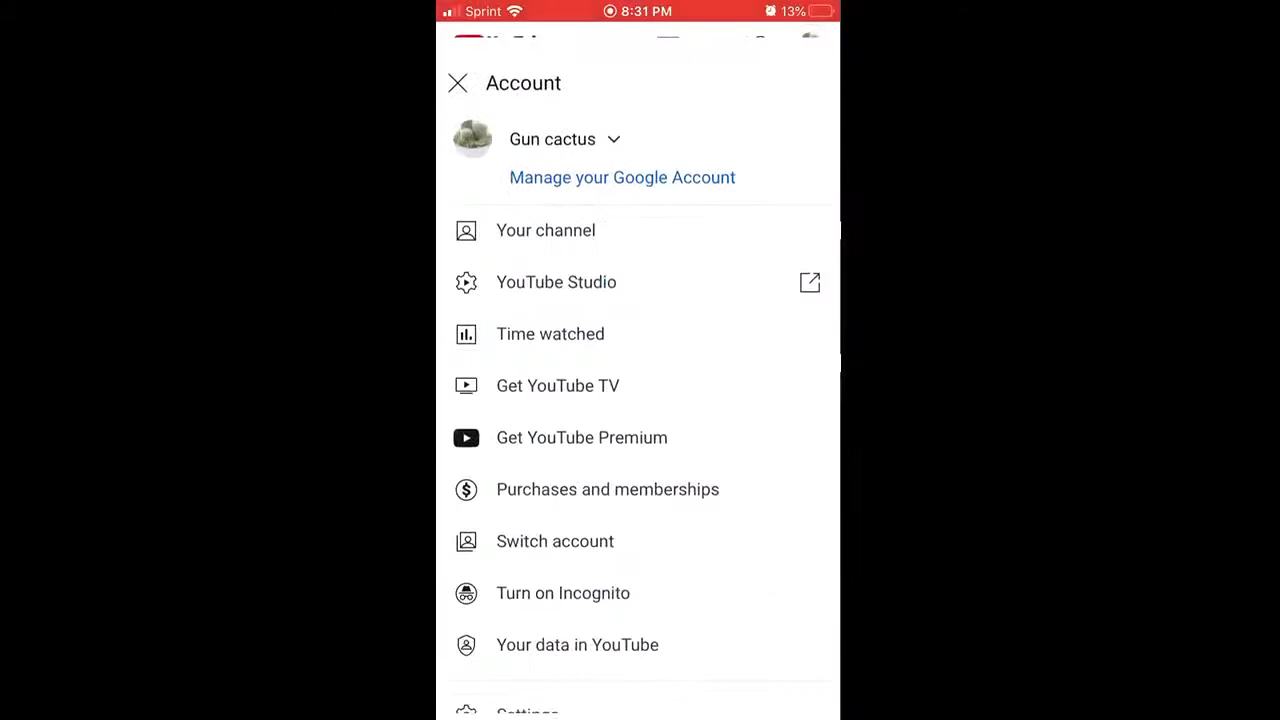 Sprint 8:31 PM 13%
Account
Gun cactus
Manage your Google Account
Your channel
YouTube Studio
Time watched
Get YouTube TV
Get YouTube Premium
Purchases and memberships
Switch account
Turn on Incognito
Your data in YouTube
Settings